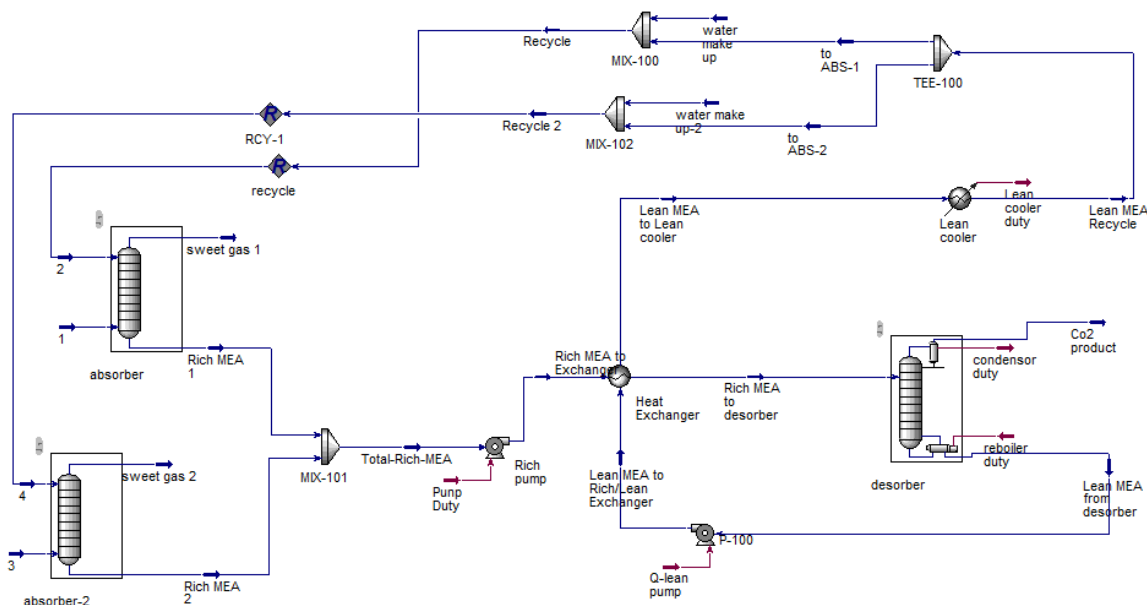 Recycle
water
make
up
MIX-100
to
ABS-1
TEE-100
R
RCY-1
Recycle 2
water make
up-2
MIX-102
to
ABS-2
R
recycle
Lean MEA
to Lean
cooler
Lean
cooler
Lean
cooler
duty
Lean MEA
Recycle
sweet gas 1
2
1
Rich MEA
1
absorber
Co2
product
condensor
duty
Rich MEA to
Exchanger
Heat
Exchanger
Rich MEA
to
desorber
reboiler
duty
desorber
Lean MEA
from
desorber
sweet gas 2
4
3
Rich MEA
2
absorber-2
MIX-101
Total-Rich-MEA
Punp
Duty
Rich
pump
Lean MEA to
Rich/Lean
Exchanger
P-100
Q-lean
pump